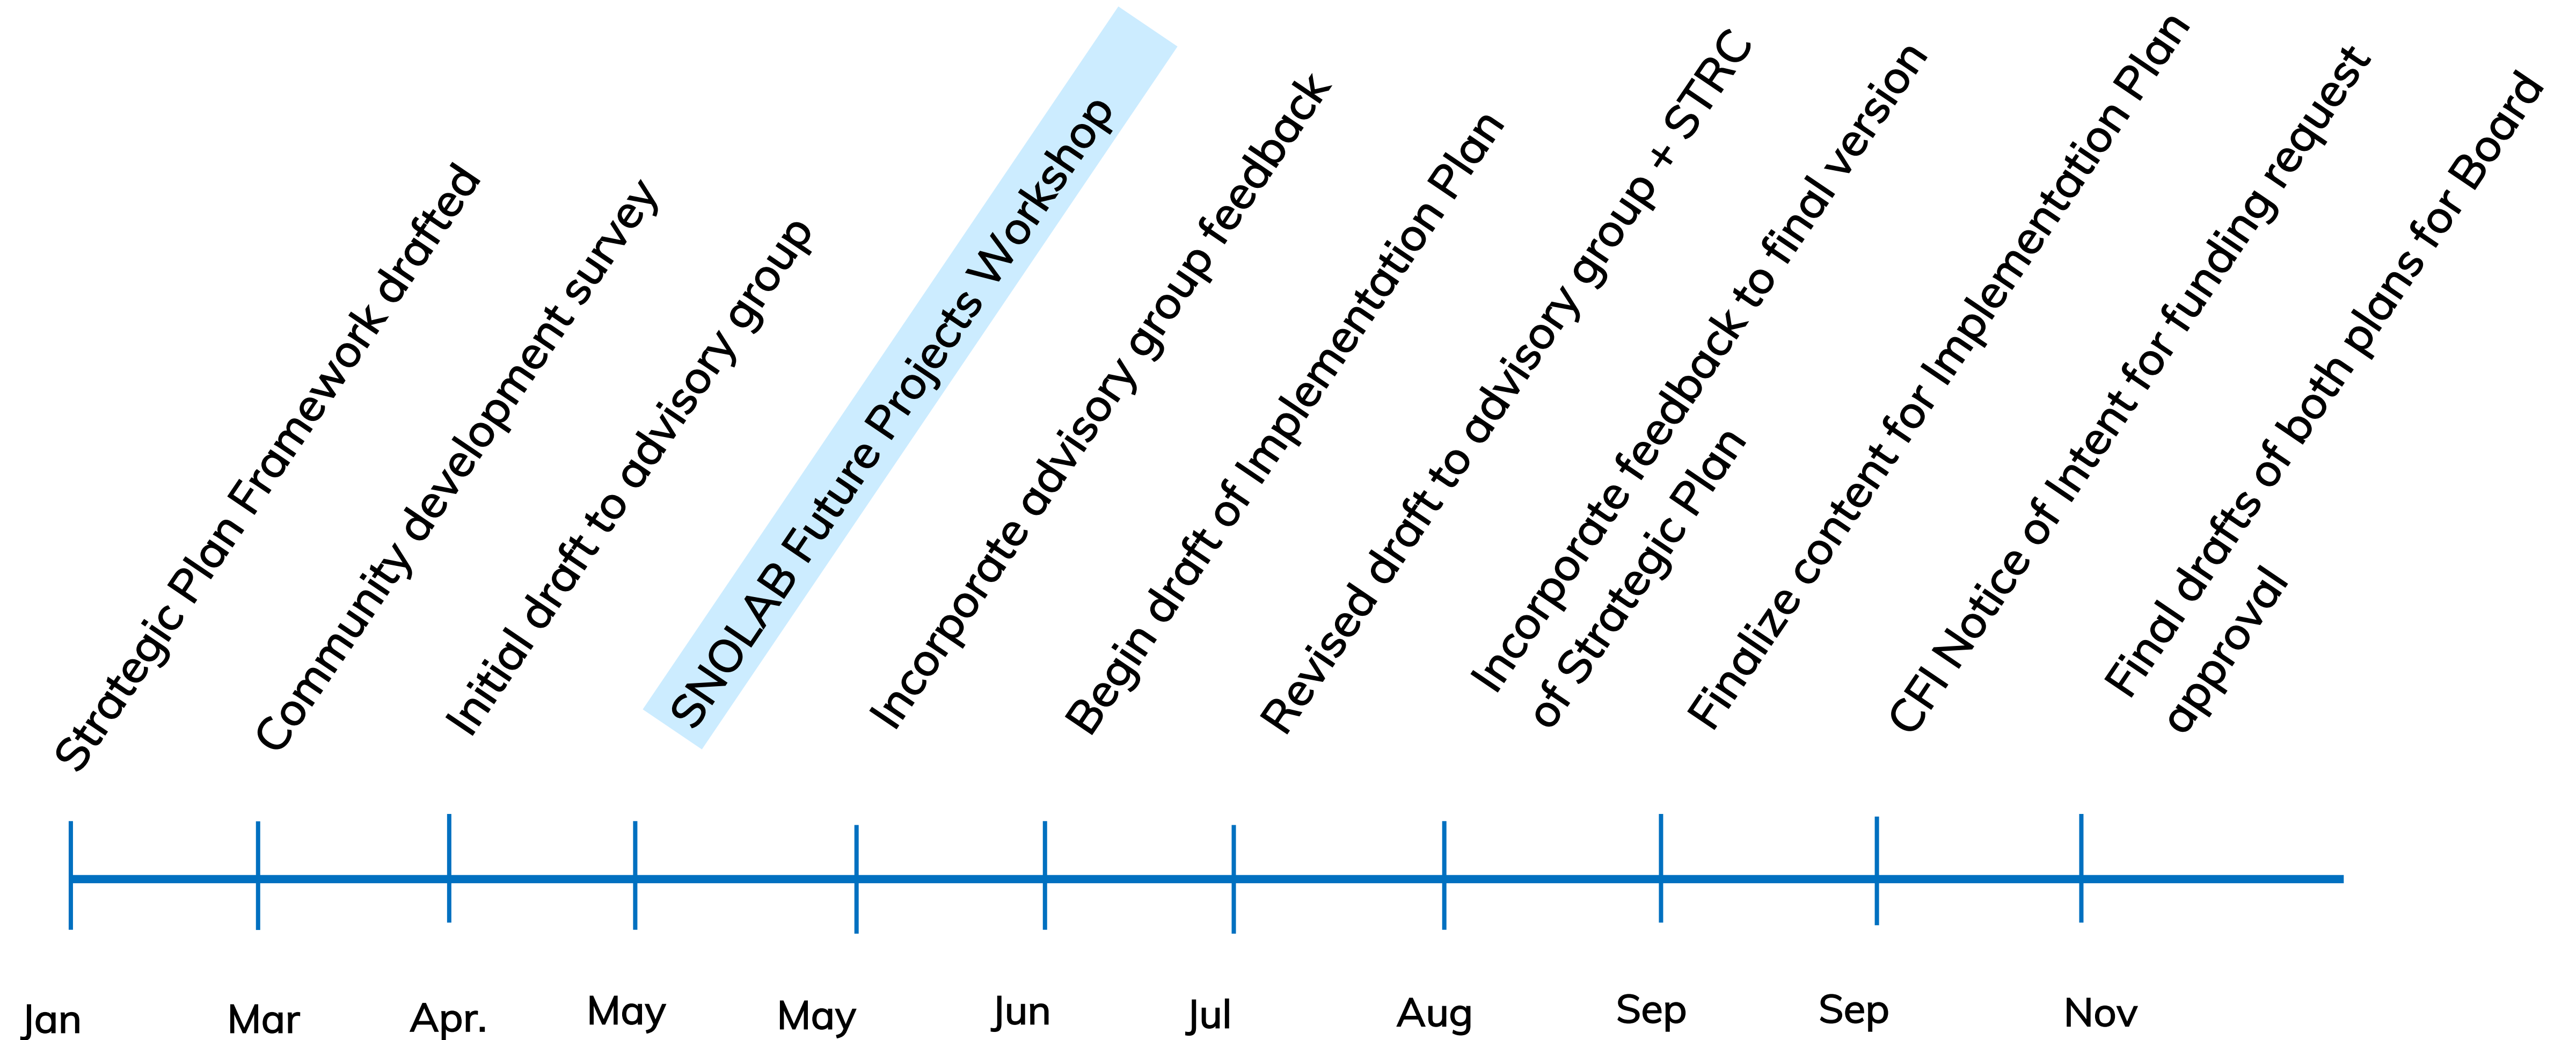 Strategic Plan Framework drafted
Community development survey
Initial draft to advisory group
SNOLAB Future Projects Workshop
Incorporate advisory group feedback
Begin draft of Implementation Plan
Revised draft to advisory group + STRC
Incorporate feedback to final version
of Strategic Plan
Finalize content for Implementation Plan
CFI Notice of Intent for funding request
Final drafts of both plans for Board
approval
Jan
Mar
Apr.
May
May
Jun
Jul
Aug
Sep
Sep
Nov